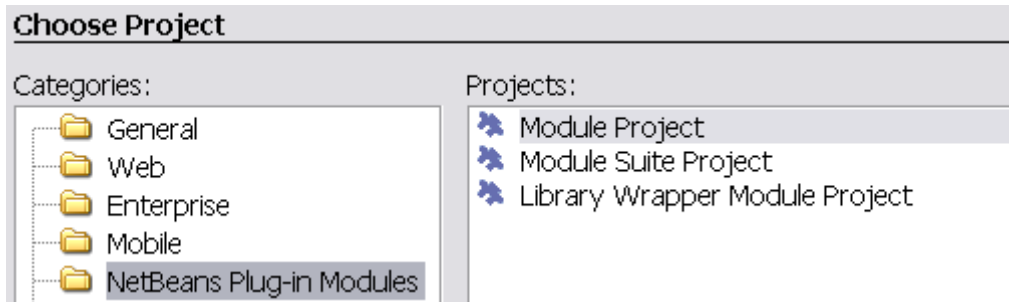 Choose Project
Categories:
General
Web
Enterprise
Mobile
NetBeans Plug-in Modules
Projects:
Module Project
Module Suite Project
Library Wrapper Module Project